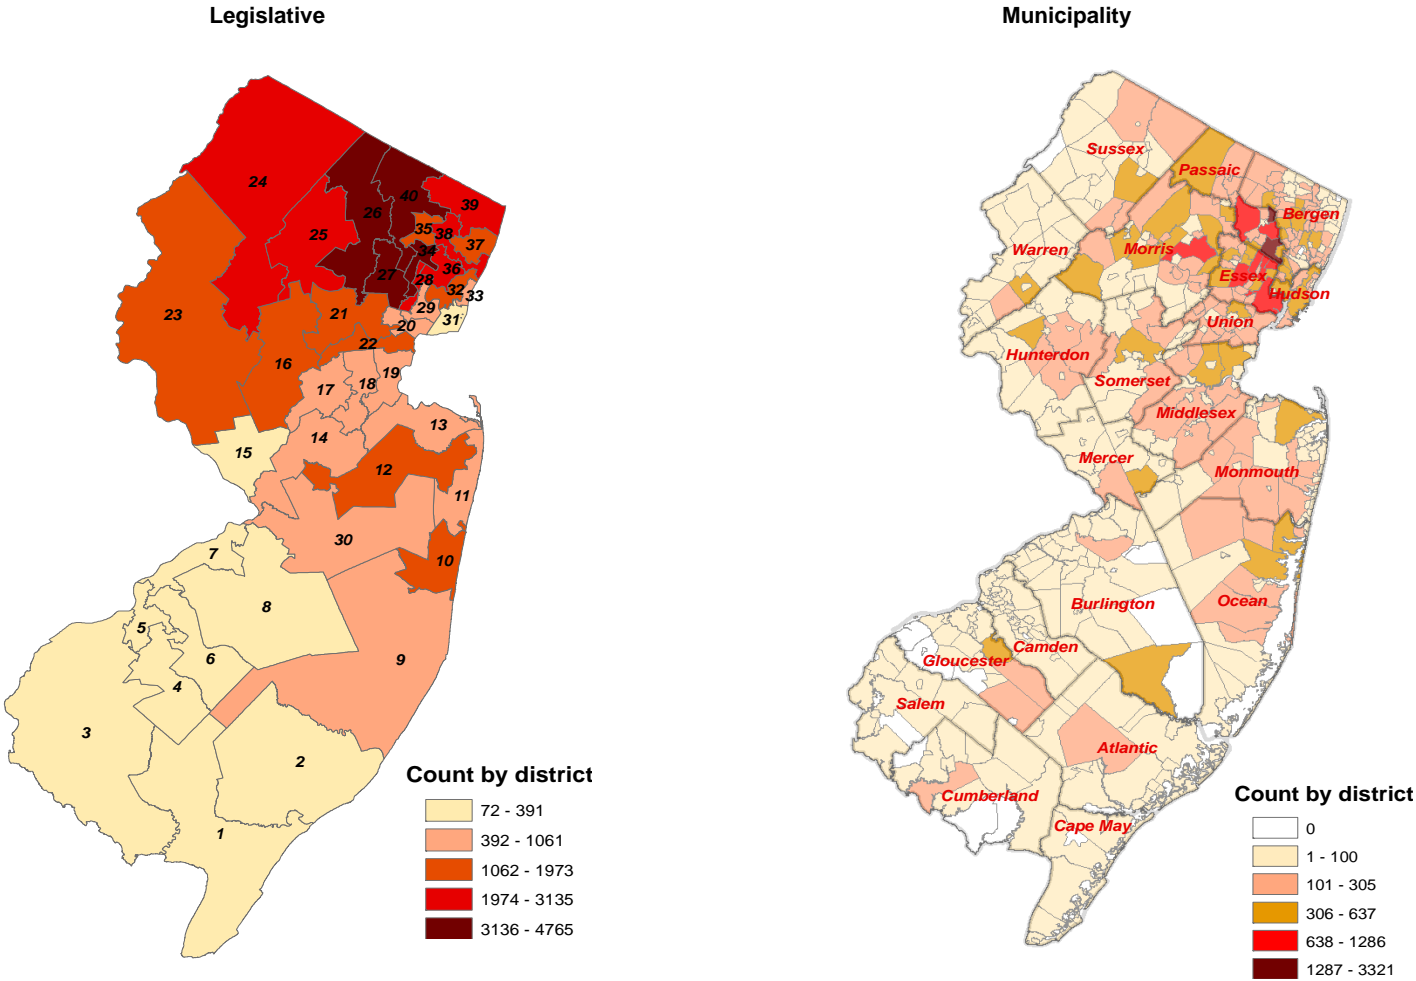 Legislative
Municipality
24
26
40
39
25
35
38
37
34
27
28
36
32
33
23
21
29
20
31
22
16
19
18
17
13
14
15
12
11
30
10
7
8
5
6
9
4
3
2
1
Count by district
72 - 391
392 - 1061
1062 - 1973
1974 - 3135
3136 - 4765
Sussex
Passaic
Bergen
Warren
Morris
Essex
Hudson
Union
Hunterdon
Somerset
Middlesex
Mercer
Monmouth
Burlington
Ocean
Camden
Gloucester
Salem
Atlantic
Cumberland
Cape May
Count by district
0
1 - 100
101 - 305
306 - 637
638 - 1286
1287 - 3321